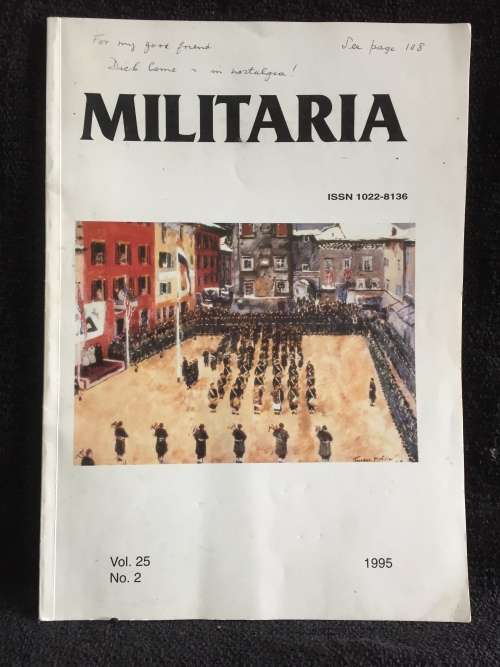 For my good friend
See page 108
Dick Come - in nostalgia!
MILITARIA
ISSN 1022-8136
Vol. 25
No. 2
1995